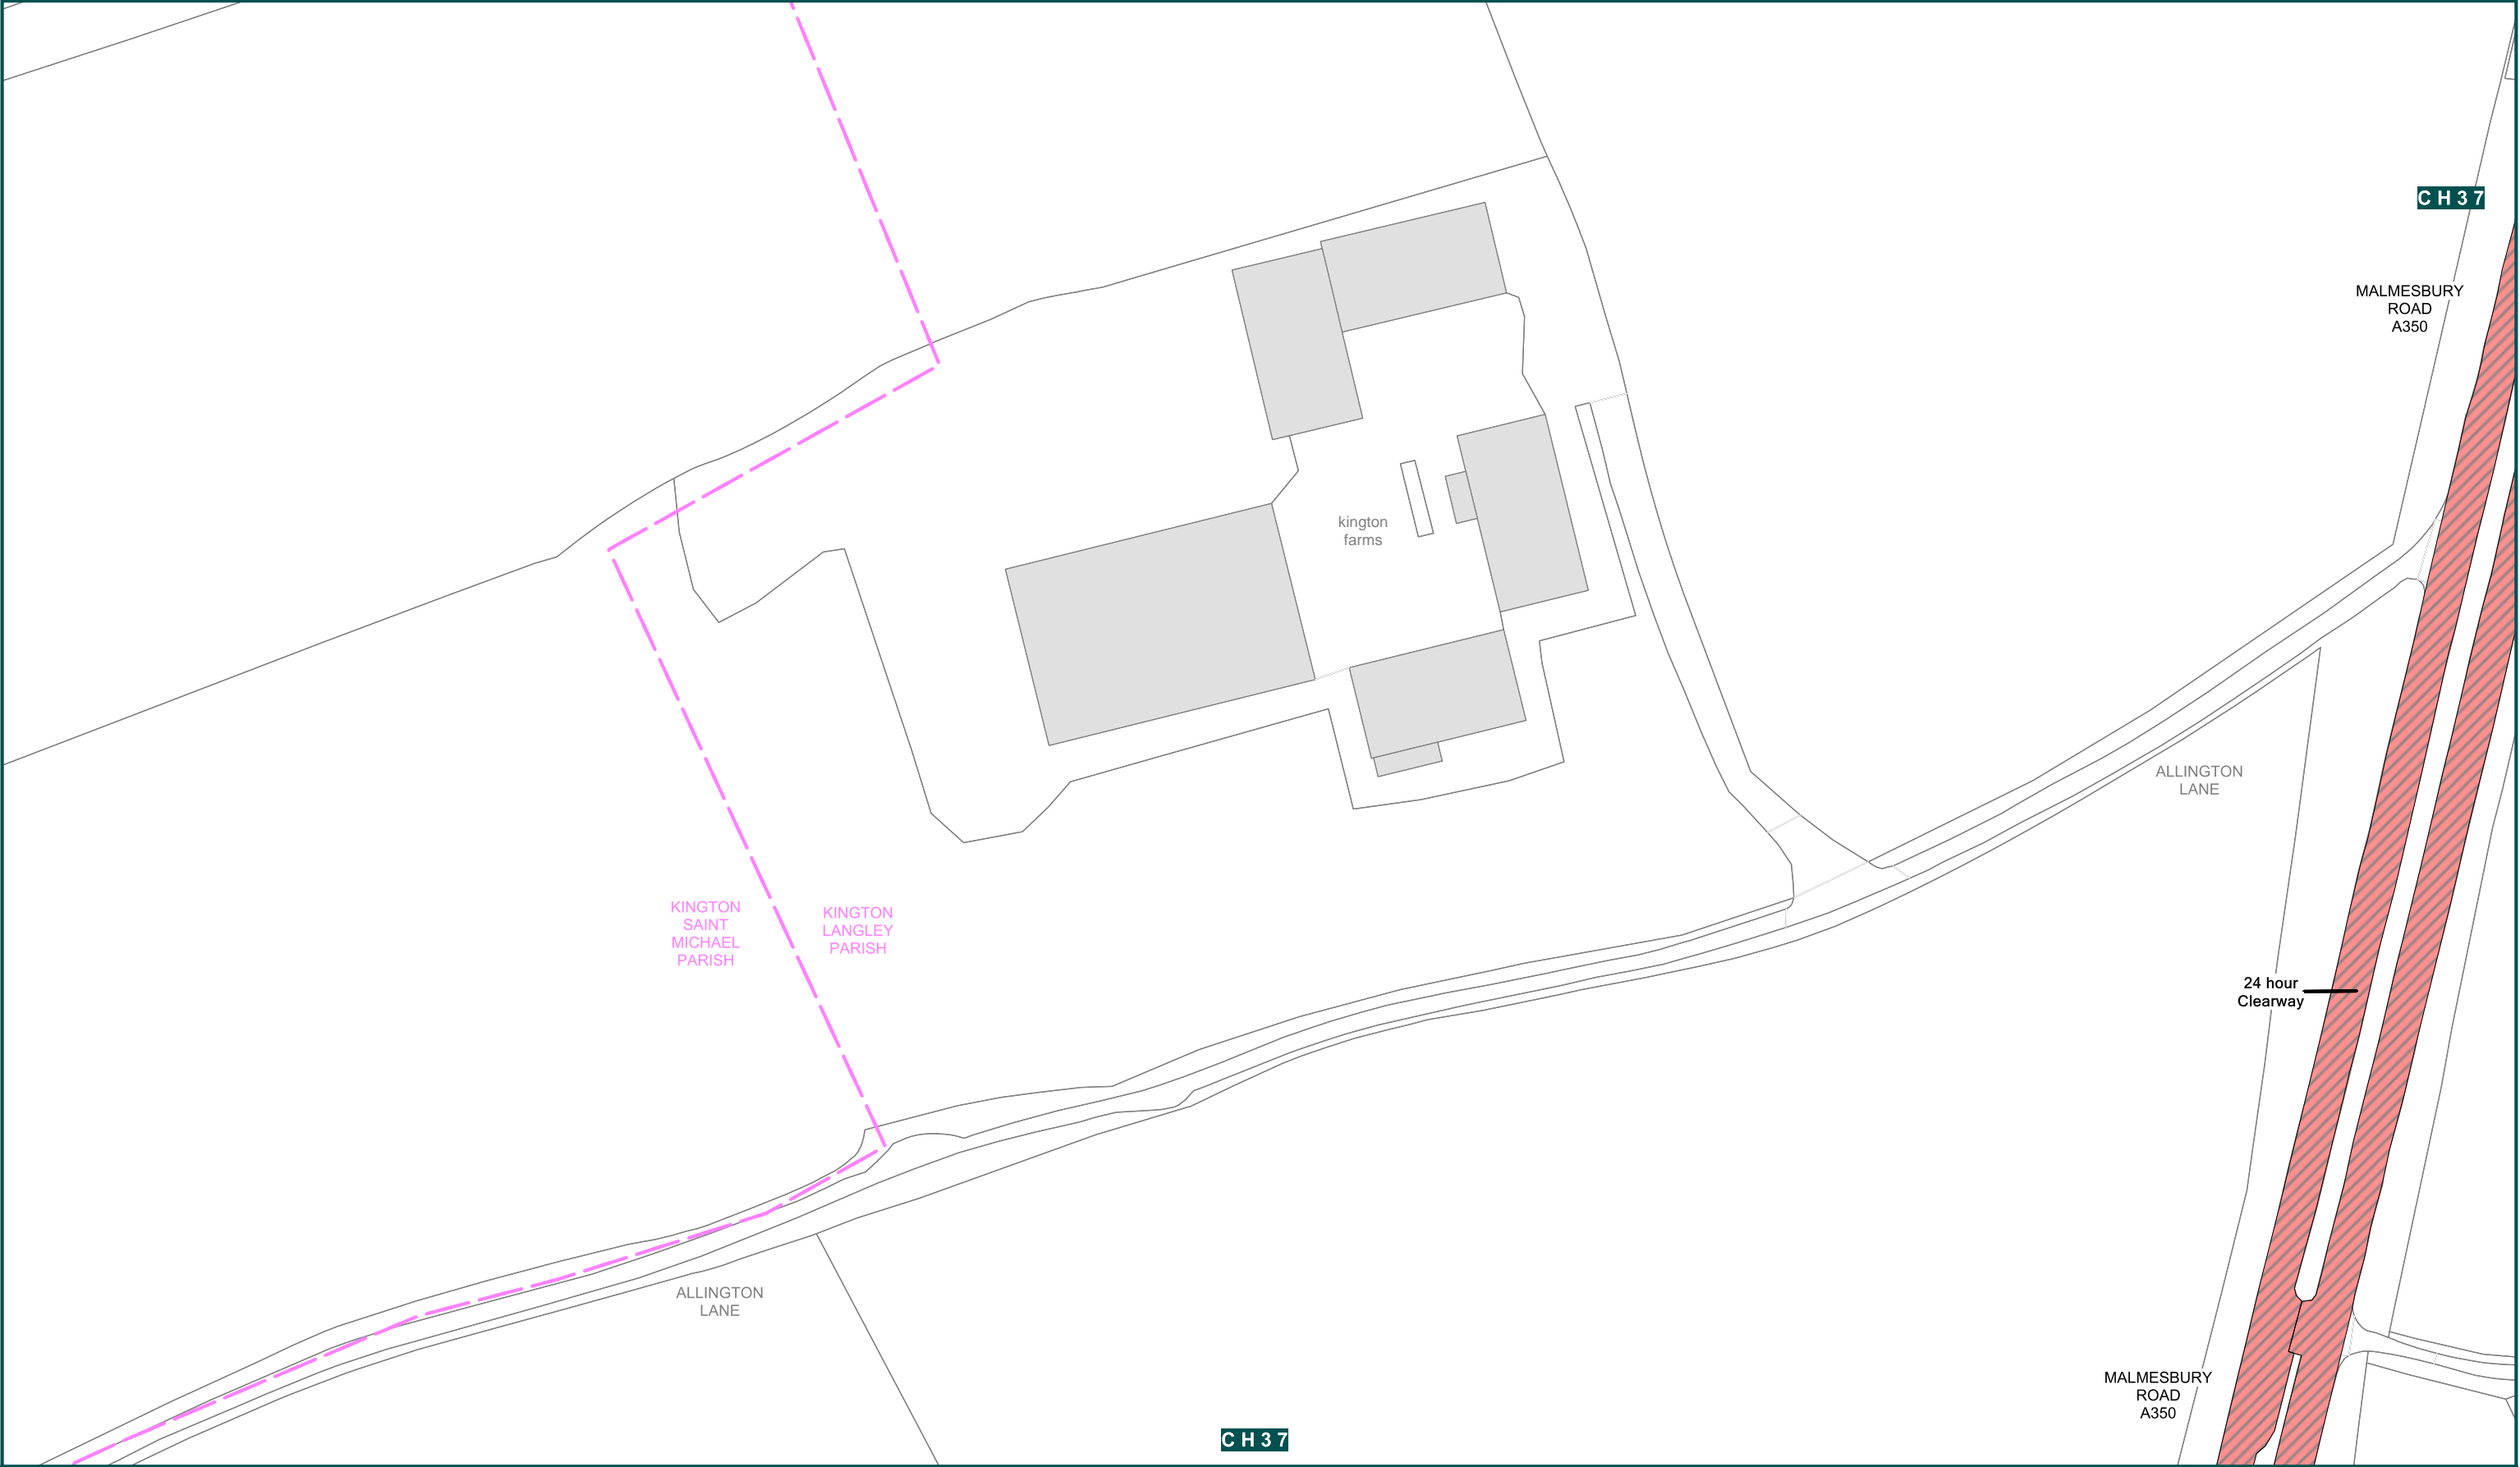 CH37
MALMESBURY
ROAD
A350
kington
farms
ALLINGTON
LANE
KINGTON
SAINT
MICHAEL
PARISH
KINGTON
LANGLEY
PARISH
24 hour
Clearway
ALLINGTON
LANE
MALMESBURY
ROAD
A350
CH37